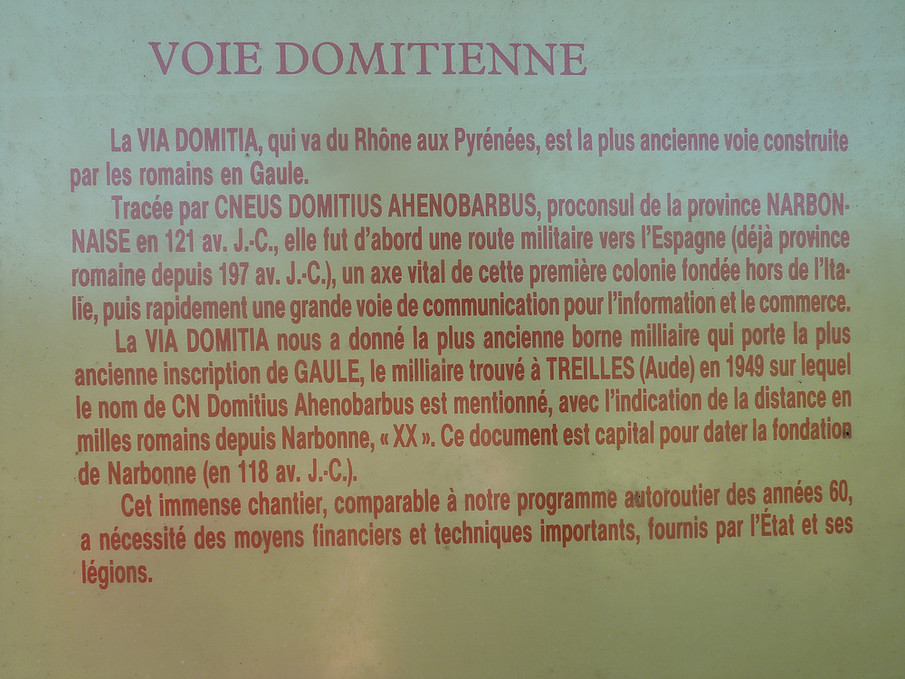 VOIE DOMITIENNE
La VIA DOMITIA, qui va du Rhône aux Pyrénées, est la plus ancienne voie construite
par les romains en Gaule.
Tracée par CNEUS DOMITIUS AHENOBARBUS, proconsul de la province NARBON-
NAISE en 121 av. J.-C., elle fut d'abord une route militaire vers l'Espagne (déjà province
romaine depuis 197 av. J.-C.), un axe vital de cette première colonie fondée hors de l'Ita-
lie, puis rapidement une grande voie de communication pour l'information et le commerce.
La VIA DOMITIA nous a donné la plus ancienne borne milliaire qui porte la plus
ancienne inscription de GAULE, le milliaire trouvé à TREILLES (Aude) en 1949 sur lequel
le nom de CN Domitius Ahenobarbus est mentionné, avec l'indication de la distance en
milles romains depuis Narbonne, « XX ». Ce document est capital pour dater la fondation
de Narbonne (en 118 av. J.-C.).
Cet immense chantier, comparable à notre programme autoroutier des années 60,
a nécessité des moyens financiers et techniques importants, fournis par l'État et ses
légions.